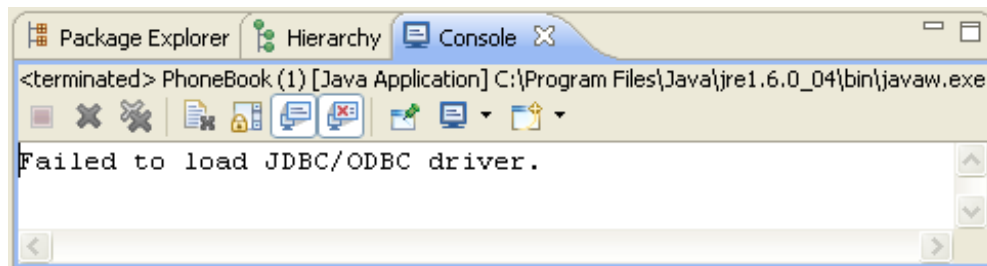 Package Explorer Hierarchy Console
<terminated> PhoneBook (1) [Java Application] C:\Program Files\Java\jre1.6.0_04\bin\javaw.exe
Failed to load JDBC/ODBC driver.